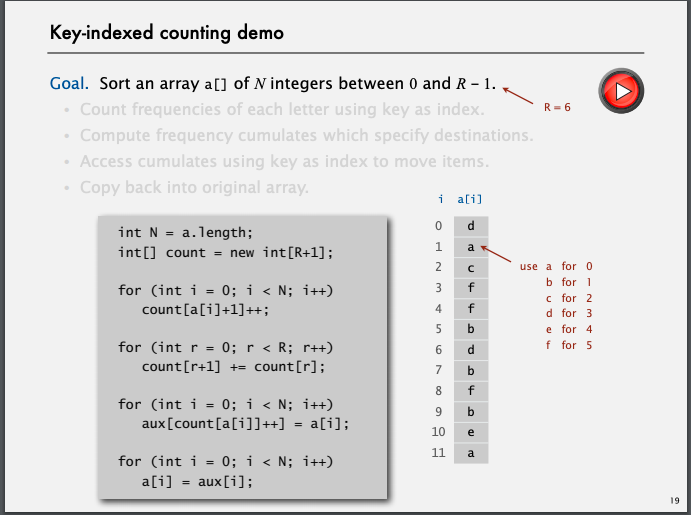 Key-indexed counting demo
Goal. Sort an array a[] of N integers between 0 and R – 1.
R = 6
• Count frequencies of each letter using key as index.
• Compute frequency cumulates which specify destinations.
• Access cumulates using key as index to move items.
• Copy back into original array.
int N = a.length;
int[] count = new int[R+1];
for (int i = 0; i < N; i++)
count[a[i]+1]++;
for (int r = 0; r < R; r++)
count[r+1] += count[r];
for (int i = 0; i < N; i++)
aux[count[a[i]]++] = a[i];
for (int i = 0; i < N; i++)
a[i] = aux[i];
i a[i]
0 d
1 a
2 c
3 f
4 f
5 b
6 d
7 b
8 f
9 b
10 e
11 a
use a for 0
b for 1
c for 2
d for 3
e for 4
f for 5
19